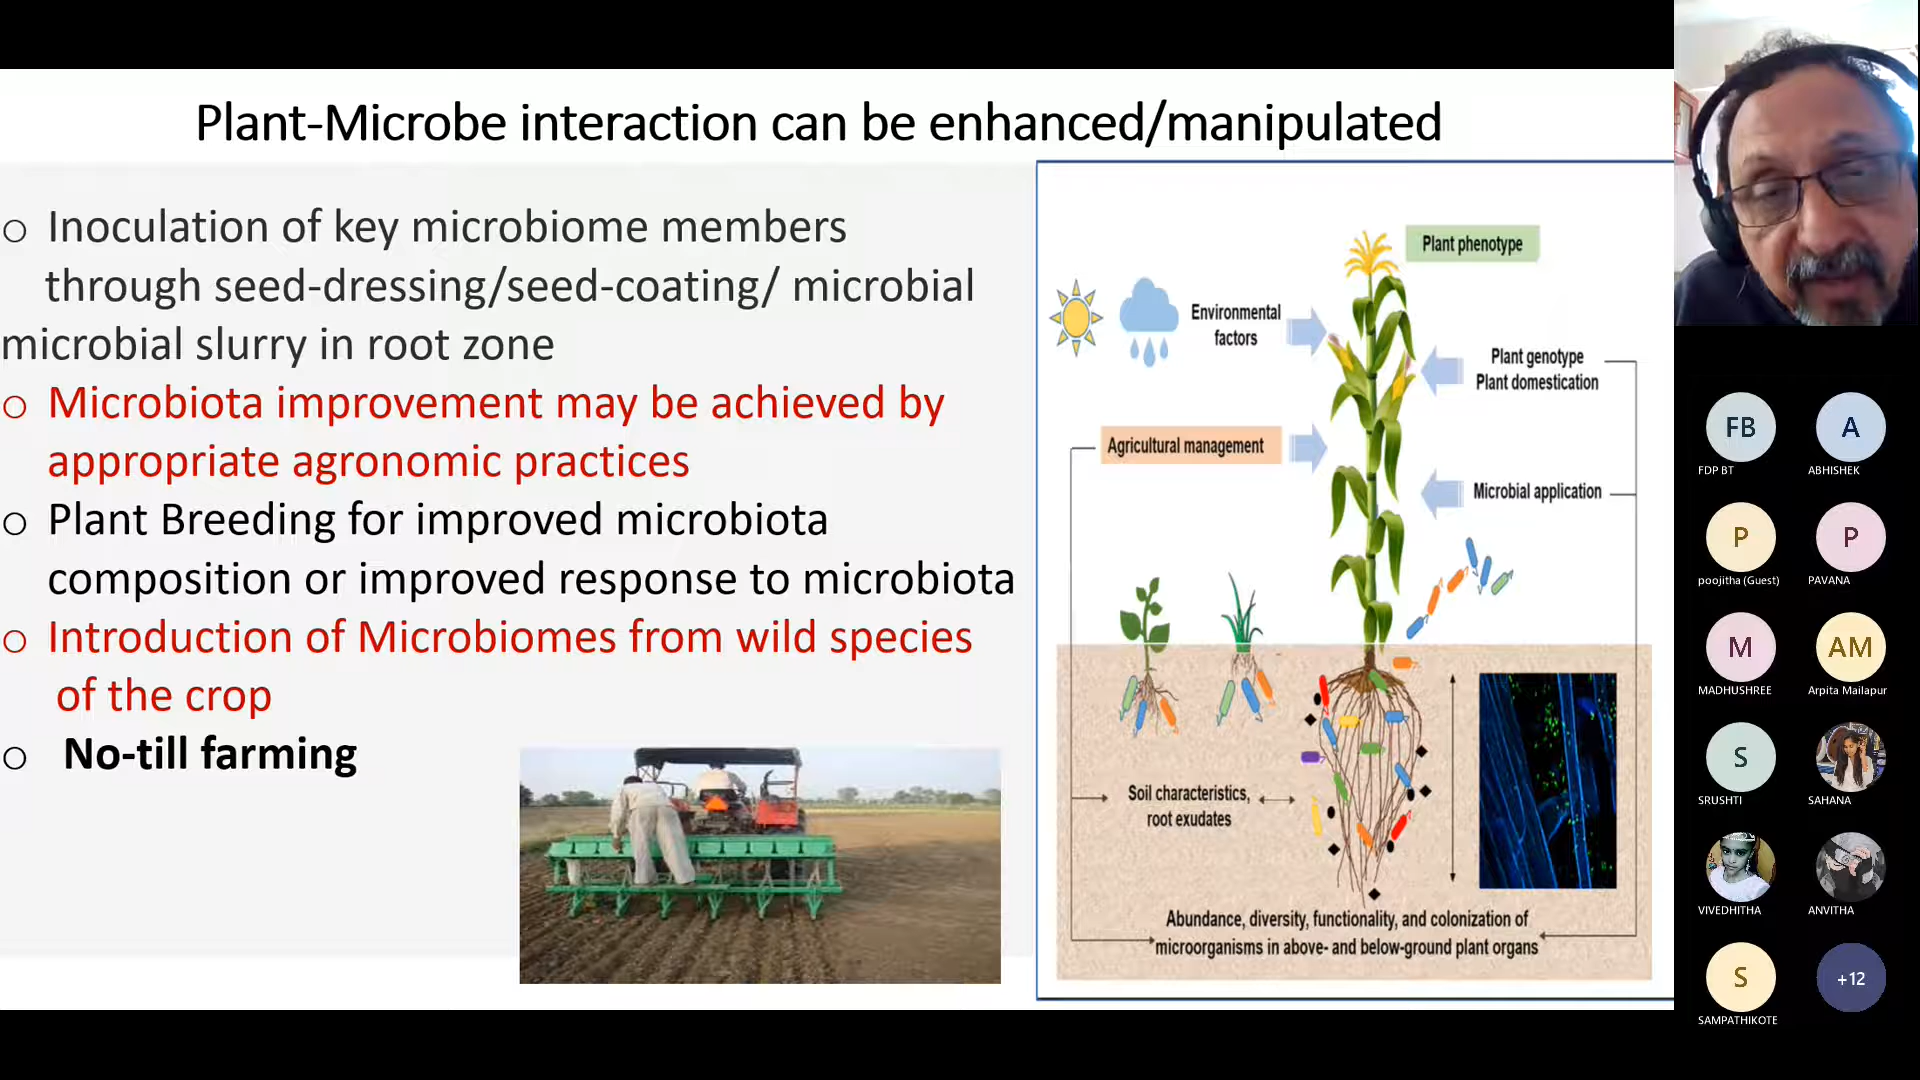 Plant-Microbe interaction can be enhanced/manipulated
o Inoculation of key microbiome members
through seed-dressing/seed-coating/ microbial
microbial slurry in root zone
o Microbiota improvement may be achieved by
appropriate agronomic practices
o Plant Breeding for improved microbiota
composition or improved response to microbiota
o Introduction of Microbiomes from wild species
of the crop
o No-till farming
Plant phenotype
Environmental
factors
Plant genotype
Plant domestication
Agricultural management
Microbial application
Soil characteristics,
root exudates
Abundance, diversity, functionality, and colonization of
microorganisms in above- and below-ground plant organs
FB
FDP BT
A
ABHISHEK
P
poojitha (Guest)
P
PAVANA
M
MADHUSHREE
AM
Arpita Mailapur
S
SRUSHTI
SAHANA
VIVEDHITHA
ANVITHA
S
SAMPATHIKOTE
+12